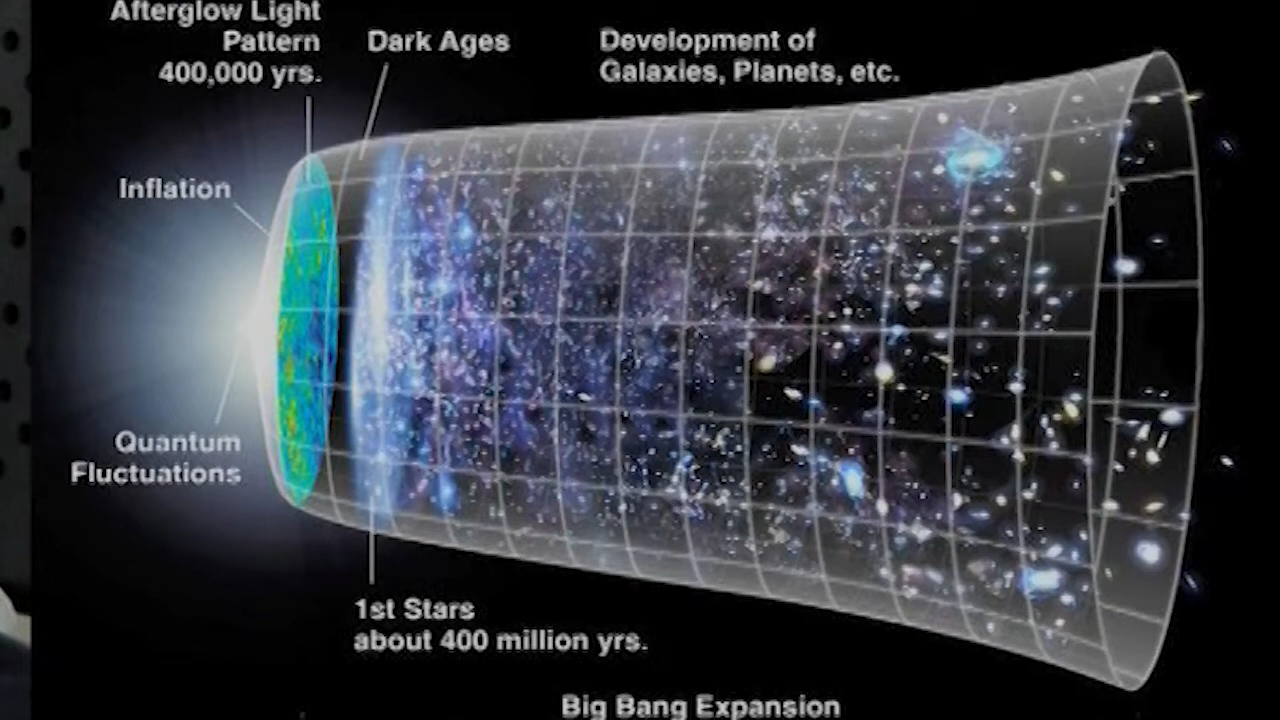 Afterglow Light
Pattern
400,000 yrs.
Dark Ages
Development of
Galaxies, Planets, etc.
Inflation
Quantum
Fluctuations
1st Stars
about 400 million yrs.
Big Bang Expansion